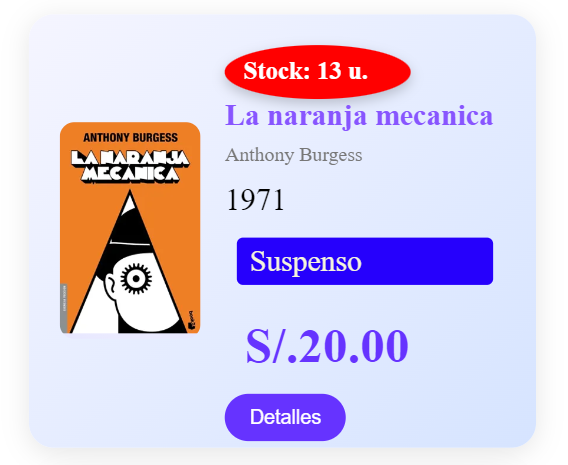 Stock: 13 u.
La naranja mecanica
Anthony Burgess
1971
Suspenso
S/.20.00
Detalles
ANTHONY BURGESS
LA NARANJA
MECANICA